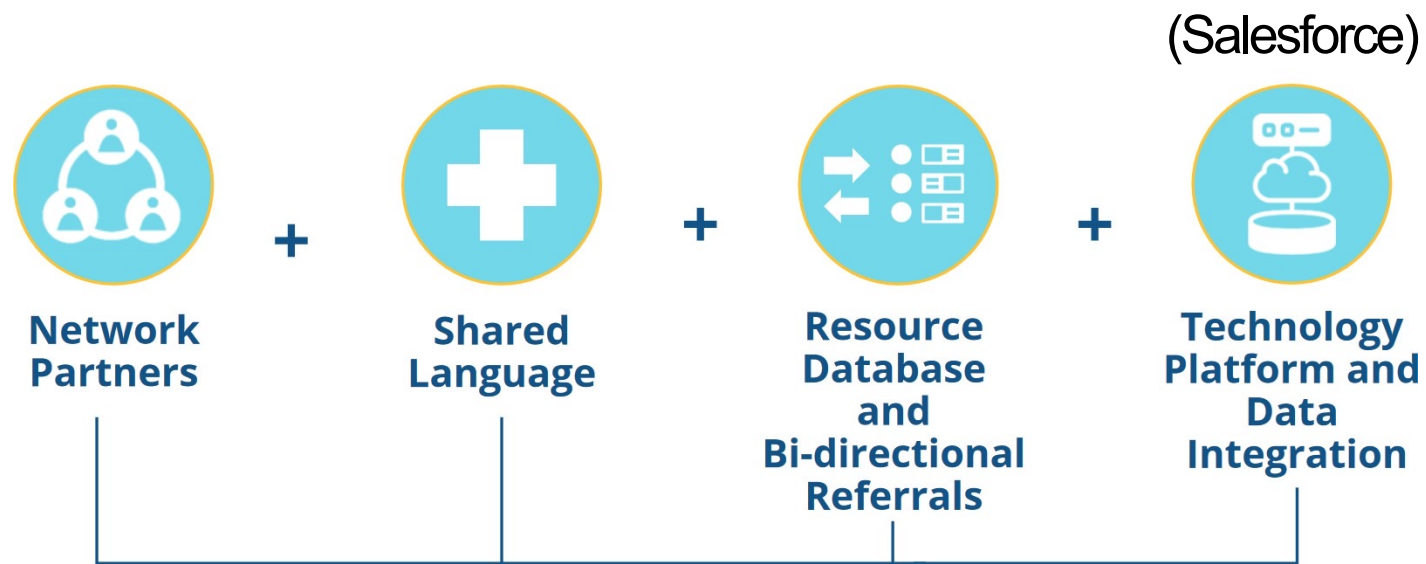 (Salesforce)
+
+
+
Network
Partners
Shared
Language
Resource
Database
and
Bi-directional
Referrals
Technology
Platform and
Data
Integration